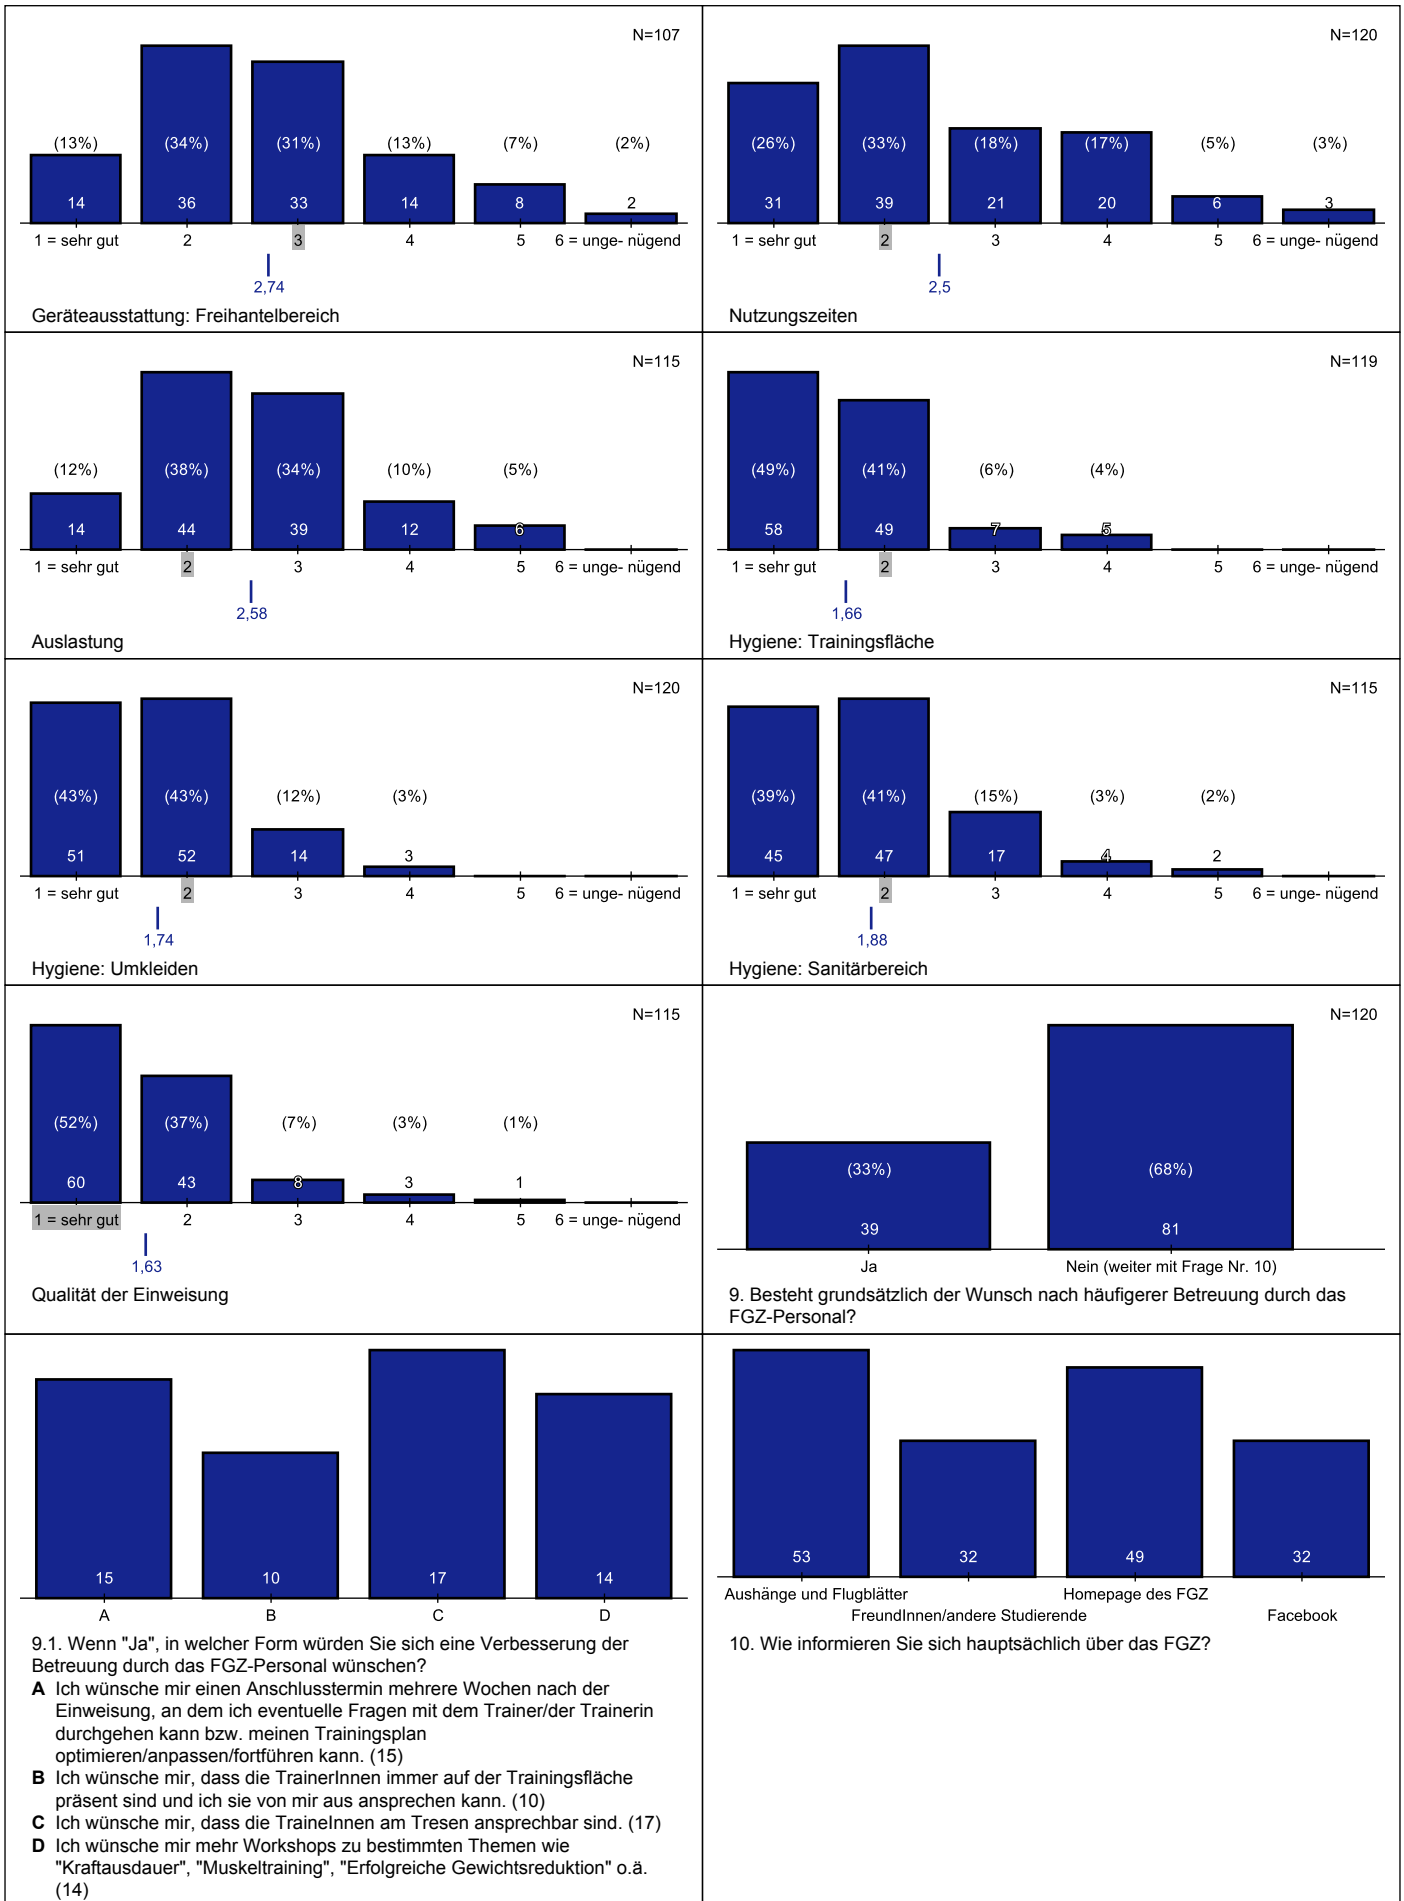 N=107
(13%) (34%) (31%) (13%) (7%) (2%)
14 36 33 14 8 2
1 = sehr gut 2 3 4 5 6 = unge- nügend
2,74
Geräteausstattung: Freihantelbereich
N=120
(26%) (33%) (18%) (17%) (5%) (3%)
31 39 21 20 6 3
1 = sehr gut 2 3 4 5 6 = unge- nügend
2,5
Nutzungszeiten
N=115
(12%) (38%) (34%) (10%) (5%)
14 44 39 12 6
1 = sehr gut 2 3 4 5 6 = unge- nügend
2,58
Auslastung
N=119
(49%) (41%) (6%) (4%)
58 49 7 5
1 = sehr gut 2 3 4 5 6 = unge- nügend
1,66
Hygiene: Trainingsfläche
N=120
(43%) (43%) (12%) (3%)
51 52 14 3
1 = sehr gut 2 3 4 5 6 = unge- nügend
1,74
Hygiene: Umkleiden
N=115
(39%) (41%) (15%) (3%) (2%)
45 47 17 4 2
1 = sehr gut 2 3 4 5 6 = unge- nügend
1,88
Hygiene: Sanitärbereich
N=115
(52%) (37%) (7%) (3%) (1%)
60 43 8 3 1
1 = sehr gut 2 3 4 5 6 = unge- nügend
1,63
Qualität der Einweisung
N=120
(33%) (68%)
39 81
Ja Nein (weiter mit Frage Nr. 10)
9. Besteht grundsätzlich der Wunsch nach häufigerer Betreuung durch das
FGZ-Personal?
15 10 17 14
A B C D
9.1. Wenn "Ja", in welcher Form würden Sie sich eine Verbesserung der
Betreuung durch das FGZ-Personal wünschen?
A Ich wünsche mir einen Anschlusstermin mehrere Wochen nach der
Einweisung, an dem ich eventuelle Fragen mit dem Trainer/der Trainerin
durchgehen kann bzw. meinen Trainingsplan
optimieren/anpassen/fortführen kann. (15)
B Ich wünsche mir, dass die TrainerInnen immer auf der Trainingsfläche
präsent sind und ich sie von mir aus ansprechen kann. (10)
C Ich wünsche mir, dass die TraineInnen am Tresen ansprechbar sind. (17)
D Ich wünsche mir mehr Workshops zu bestimmten Themen wie
"Kraftausdauer", "Muskeltraining", "Erfolgreiche Gewichtsreduktion" o.ä.
(14)
53 32 49 32
Aushänge und Flugblätter Homepage des FGZ
FreundInnen/andere Studierende Facebook
10. Wie informieren Sie sich hauptsächlich über das FGZ?